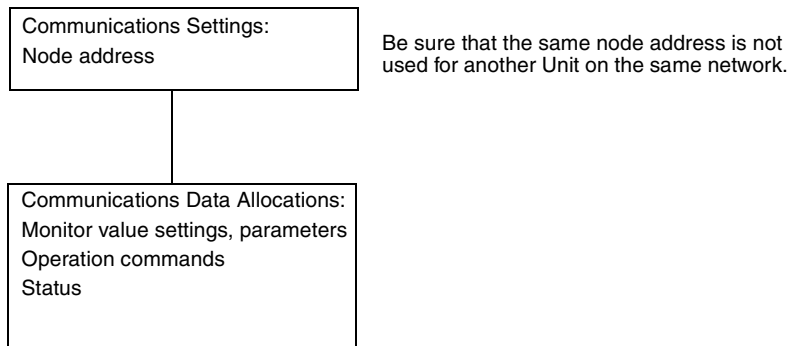 Communications Settings:
Node address
Be sure that the same node address is not
used for another Unit on the same network.
Communications Data Allocations:
Monitor value settings, parameters
Operation commands
Status